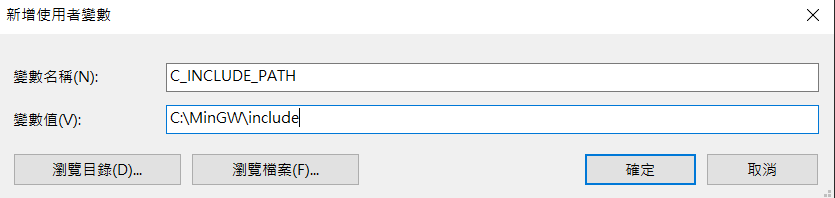 新增使用者變數
變數名稱(N): C_INCLUDE_PATH
變數值(V): C:\MinGW\include
瀏覽目錄(D)... 瀏覽檔案(F)... 確定 取消